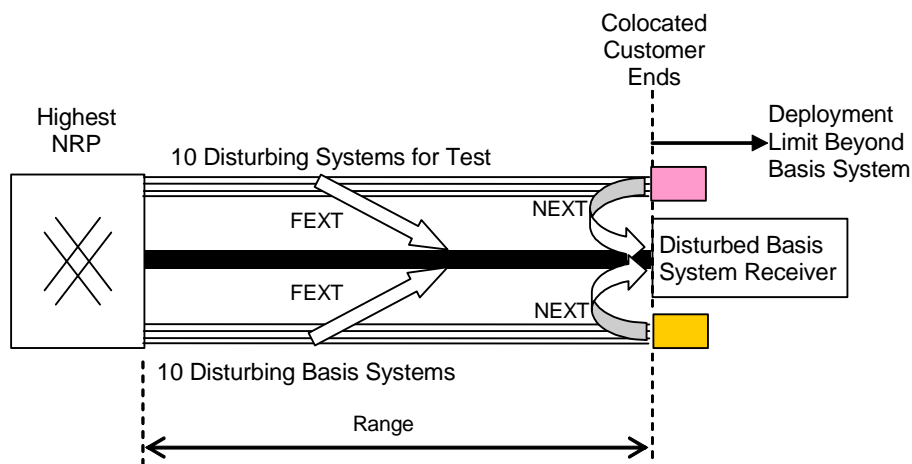 Colocated
Customer
Ends
Highest
NRP
Deployment
Limit Beyond
Basis System
10 Disturbing Systems for Test
FEXT
NEXT
Disturbed Basis
System Receiver
FEXT
NEXT
10 Disturbing Basis Systems
Range